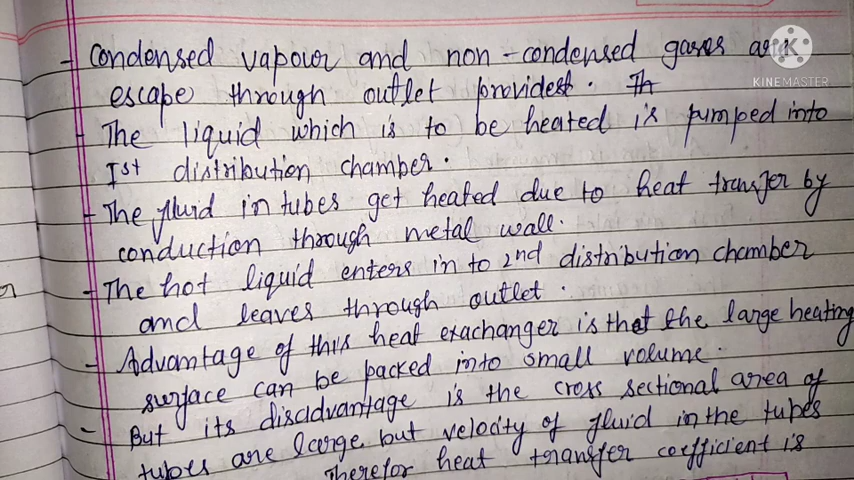 - Condensed vapour and non-condensed gases are
escape through outlet provided. Th
- The liquid which is to be heated is pumped into
Ist distribution chamber.
- The fluid in tubes get heated due to heat transfer by
conduction through metal wall.
- The hot liquid enters in to 2nd distribution chamber
and leaves through outlet.
- Advantage of this heat exachanger is that the large heating
surface can be packed into small volume.
- But its disadvantage is the cross sectional area of
tubes are large but velocity of fluid in the tubes
Therefor heat transfer coefficient is
KINEMASTER